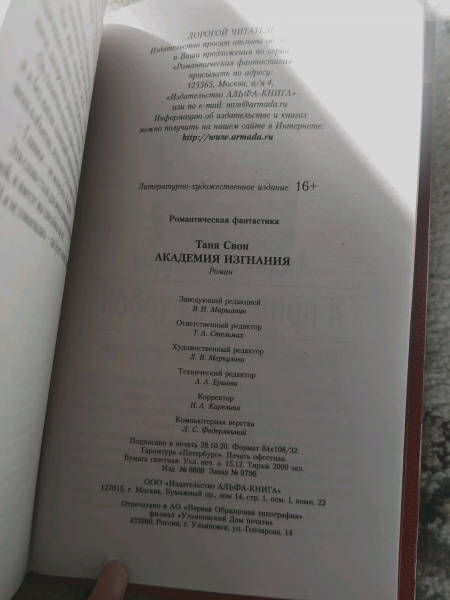 ДОРОГОЙ ЧИТАТЕЛЬ
Издательство просит отзывы об
и Ваши предложения по серии
«Романтическая фантастика»
присылать по адресу:
125565, Москва, а/я 4,
«Издательство АЛЬФА-КНИГА»
или по e-mail: mvn@armada.ru
Информацию об издательстве и книгах
можно получить на нашем сайте в Интернете:
http://www.armada.ru
Литературно-художественное издание 16+
Романтическая фантастика
Таня Свон
АКАДЕМИЯ ИЗГНАНИЯ
Роман
Заведующий редакцией
В. Н. Маршавин
Ответственный редактор
Т. А. Стельмах
Художественный редактор
Л. В. Меркулова
Технический редактор
А. А. Ершова
Корректор
Н. А. Карелина
Компьютерная верстка
Л. С. Федерякиной
Подписано в печать 28.10.20. Формат 84х108/32.
Гарнитура «Петербург». Печать офсетная.
Бумага газетная. Усл. печ. л. 15,12. Тираж 2000 экз.
Изд. № 8869 Заказ № 9796
ООО «Издательство АЛЬФА-КНИГА»
127015, г. Москва, Бумажный пр., дом 14, стр. 1, пом. I, комн. 22
Отпечатано в АО «Первая Образцовая типография»
филиал «Ульяновский Дом печати»
433980, Россия, г. Ульяновск, ул. Гончарова, 14